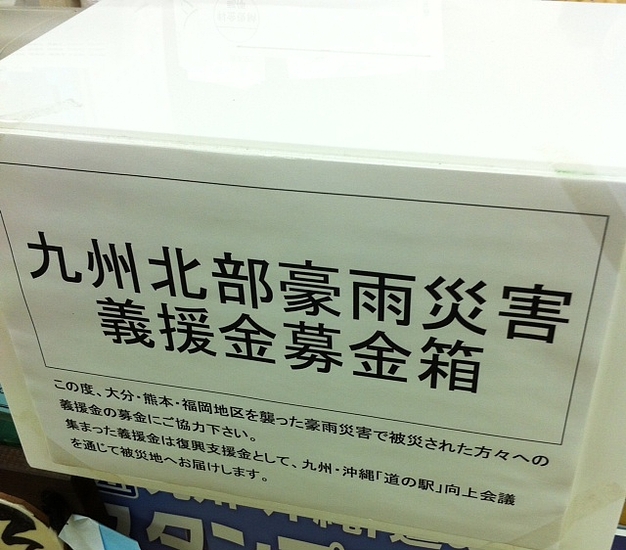 九州北部豪雨災害
義援金募金箱
この度、大分・熊本・福岡地区を襲った豪雨災害で被災された方々への
義援金の募金にご協力下さい。
集まった義援金は復興支援金として、九州・沖縄「道の駅」向上会議
を通じて被災地へお届けします。
スタンプ